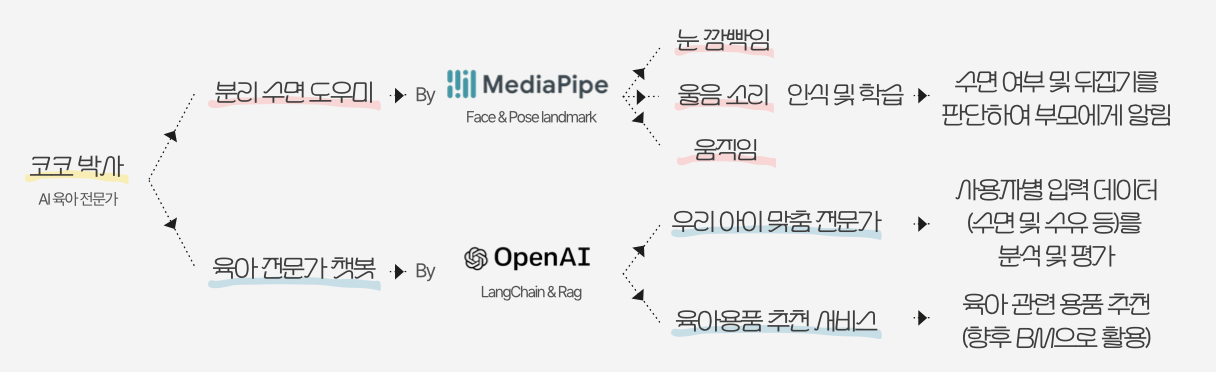 코코 박사
AI 육아 전문가
분리 수면 도우미
By
MediaPipe
Face & Pose landmark
눈 깜빡임
울음 소리
움직임
인식 및 학습
수면 여부 및 뒤집기를
판단하여 부모에게 알림
육아 전문가 챗봇
By
OpenAI
LangChain & Rag
우리 아이 맞춤 전문가
사용자별 입력 데이터
(수면 및 수유 등)를
분석 및 평가
육아용품 추천 서비스
육아 관련 용품 추천
(향후 BM으로 활용)